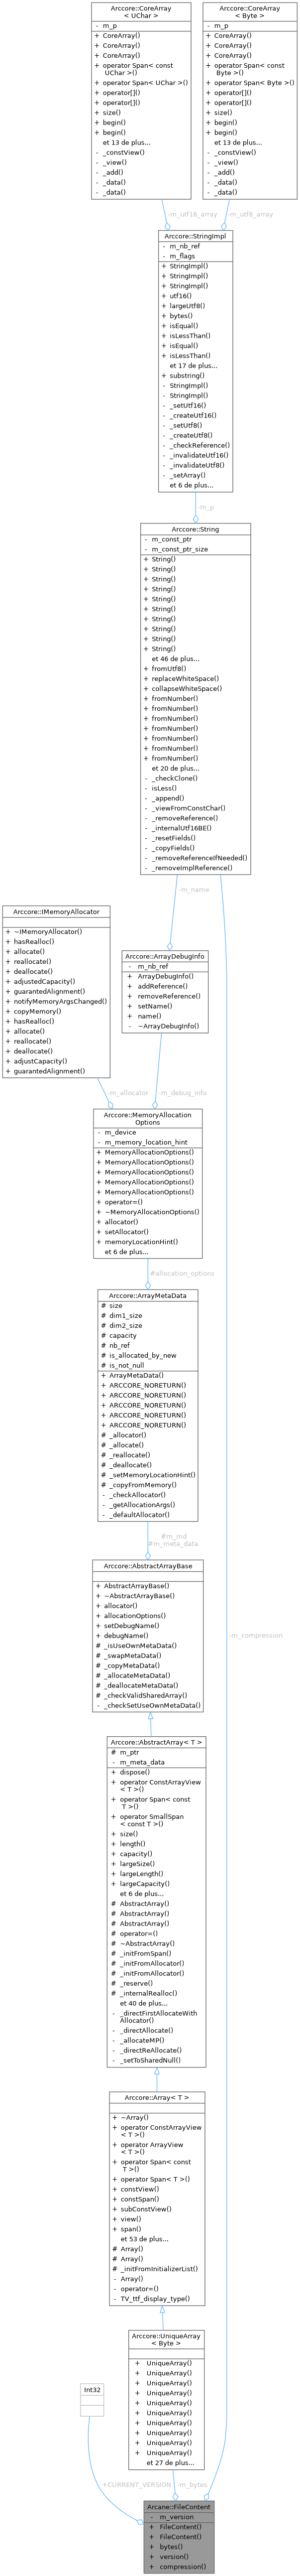 Arccore::CoreArray
< UChar >
- m_p
+ CoreArray()
+ CoreArray()
+ CoreArray()
+ operator Span< const
UChar >()
+ operator Span< UChar >()
+ operator[]()
+ operator[]()
+ size()
+ begin()
+ begin()
et 13 de plus...
- _constView()
- _view()
- _add()
- _data()
- _data()
Arccore::CoreArray
< Byte >
- m_p
+ CoreArray()
+ CoreArray()
+ CoreArray()
+ operator Span< const
Byte >()
+ operator Span< Byte >()
+ operator[]()
+ operator[]()
+ size()
+ begin()
+ begin()
et 13 de plus...
- _constView()
- _view()
- _add()
- _data()
- _data()
-m_utf16_array
-m_utf8_array
Arccore::StringImpl
- m_nb_ref
- m_flags
+ StringImpl()
+ StringImpl()
+ StringImpl()
+ utf16()
+ largeUtf8()
+ bytes()
+ isEqual()
+ isLessThan()
+ isEqual()
+ isLessThan()
et 17 de plus...
+ substring()
- StringImpl()
- StringImpl()
- _setUtf16()
- _createUtf16()
- _setUtf8()
- _createUtf8()
- _checkReference()
- _invalidateUtf16()
- _invalidateUtf8()
- _setArray()
et 6 de plus...
-m_p
Arccore::String
- m_const_ptr
- m_const_ptr_size
+ String()
+ String()
+ String()
+ String()
+ String()
+ String()
+ String()
+ String()
+ String()
+ String()
et 46 de plus...
+ fromUtf8()
+ replaceWhiteSpace()
+ collapseWhiteSpace()
+ fromNumber()
+ fromNumber()
+ fromNumber()
+ fromNumber()
+ fromNumber()
+ fromNumber()
+ fromNumber()
et 20 de plus...
- _checkClone()
- isLess()
- _append()
- _viewFromConstChar()
- _removeReference()
- _internalUtf16BE()
- _resetFields()
- _copyFields()
- _removeReferenceIfNeeded()
- _removeImplReference()
-m_name
Arccore::IMemoryAllocator
+ ~IMemoryAllocator()
+ hasRealloc()
+ allocate()
+ reallocate()
+ deallocate()
+ adjustedCapacity()
+ guarantedAlignment()
+ notifyMemoryArgsChanged()
+ copyMemory()
+ hasRealloc()
+ allocate()
+ reallocate()
+ deallocate()
+ adjustCapacity()
+ guarantedAlignment()
Arccore::ArrayDebugInfo
- m_nb_ref
+ ArrayDebugInfo()
+ addReference()
+ removeReference()
+ setName()
+ name()
- ~ArrayDebugInfo()
-m_allocator
-m_debug_info
Arccore::MemoryAllocation
Options
- m_device
- m_memory_location_hint
+ MemoryAllocationOptions()
+ MemoryAllocationOptions()
+ MemoryAllocationOptions()
+ MemoryAllocationOptions()
+ MemoryAllocationOptions()
+ operator=()
+ ~MemoryAllocationOptions()
+ allocator()
+ setAllocator()
+ memoryLocationHint()
et 6 de plus...
#allocation_options
Arccore::ArrayMetaData
# size
# dim1_size
# dim2_size
# capacity
# nb_ref
# is_allocated_by_new
# is_not_null
+ ArrayMetaData()
+ ARCCORE_NORETURN()
+ ARCCORE_NORETURN()
+ ARCCORE_NORETURN()
+ ARCCORE_NORETURN()
+ ARCCORE_NORETURN()
# _allocator()
# _allocate()
# _reallocate()
# _deallocate()
# _setMemoryLocationHint()
# _copyFromMemory()
- _checkAllocator()
- _getAllocationArgs()
- _defaultAllocator()
#m_md
#m_meta_data
Arccore::AbstractArrayBase
+ AbstractArrayBase()
+ ~AbstractArrayBase()
+ allocator()
+ allocationOptions()
+ setDebugName()
+ debugName()
# _isUseOwnMetaData()
# _swapMetaData()
# _copyMetaData()
# _allocateMetaData()
# _deallocateMetaData()
# _checkValidSharedArray()
- _checkSetUseOwnMetaData()
-m_compression
Arccore::AbstractArray< T >
# m_ptr
- m_meta_data
+ dispose()
+ operator ConstArrayView
< T >()
+ operator Span< const
T >()
+ operator SmallSpan
< const T >()
+ size()
+ length()
+ capacity()
+ largeSize()
+ largeLength()
+ largeCapacity()
et 6 de plus...
# AbstractArray()
# AbstractArray()
# AbstractArray()
# operator=()
# ~AbstractArray()
# _initFromSpan()
# _initFromAllocator()
# _initFromAllocator()
# _reserve()
# _internalRealloc()
et 40 de plus...
- _directFirstAllocateWith
Allocator()
- _directAllocate()
- _allocateMP()
- _directReAllocate()
- _setToSharedNull()
Arccore::Array< T >
+ ~Array()
+ operator ConstArrayView
< T >()
+ operator ArrayView
< T >()
+ operator Span< const
T >()
+ operator Span< T >()
+ constView()
+ constSpan()
+ subConstView()
+ view()
+ span()
et 53 de plus...
# Array()
# Array()
# _initFromInitializerList()
- Array()
- operator=()
- TV_ttf_display_type()
Arccore::UniqueArray
< Byte >
+ UniqueArray()
+ UniqueArray()
+ UniqueArray()
+ UniqueArray()
+ UniqueArray()
+ UniqueArray()
+ UniqueArray()
+ UniqueArray()
+ UniqueArray()
+ UniqueArray()
et 27 de plus...
Int32
+CURRENT_VERSION
-m_bytes
Arcane::FileContent
- m_version
+ FileContent()
+ FileContent()
+ bytes()
+ version()
+ compression()